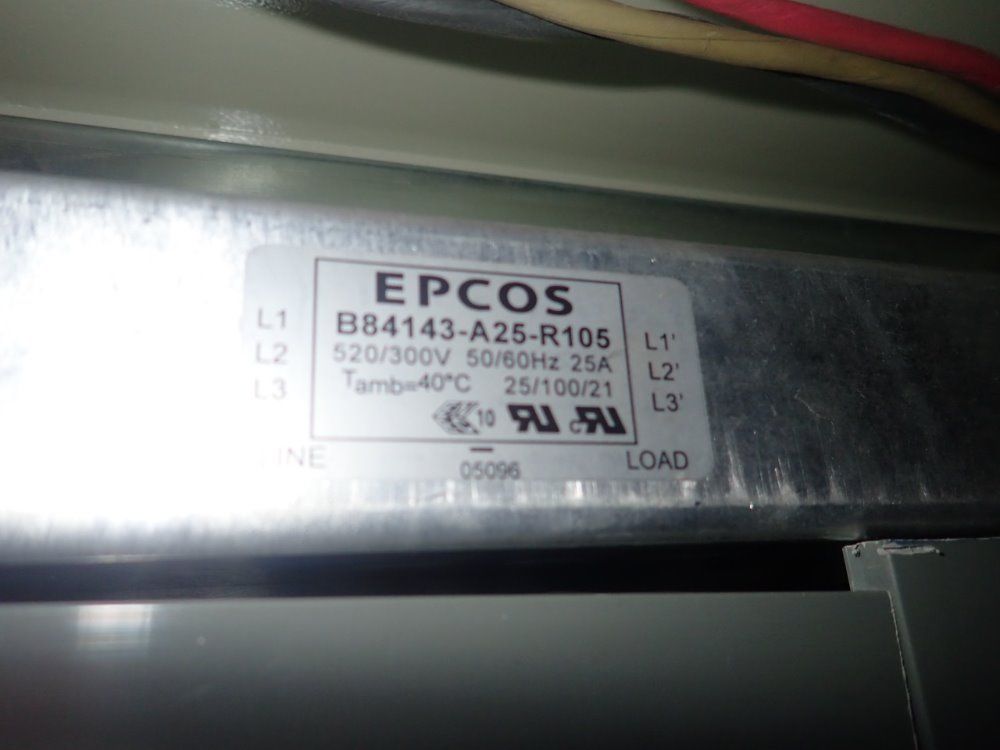 EPCOS
B84143-A25-R105
520/300V 50/60Hz 25A
Tamb=40°C 25/100/21
10
L1
L2
L3
L1'
L2'
L3'
LOAD
05096